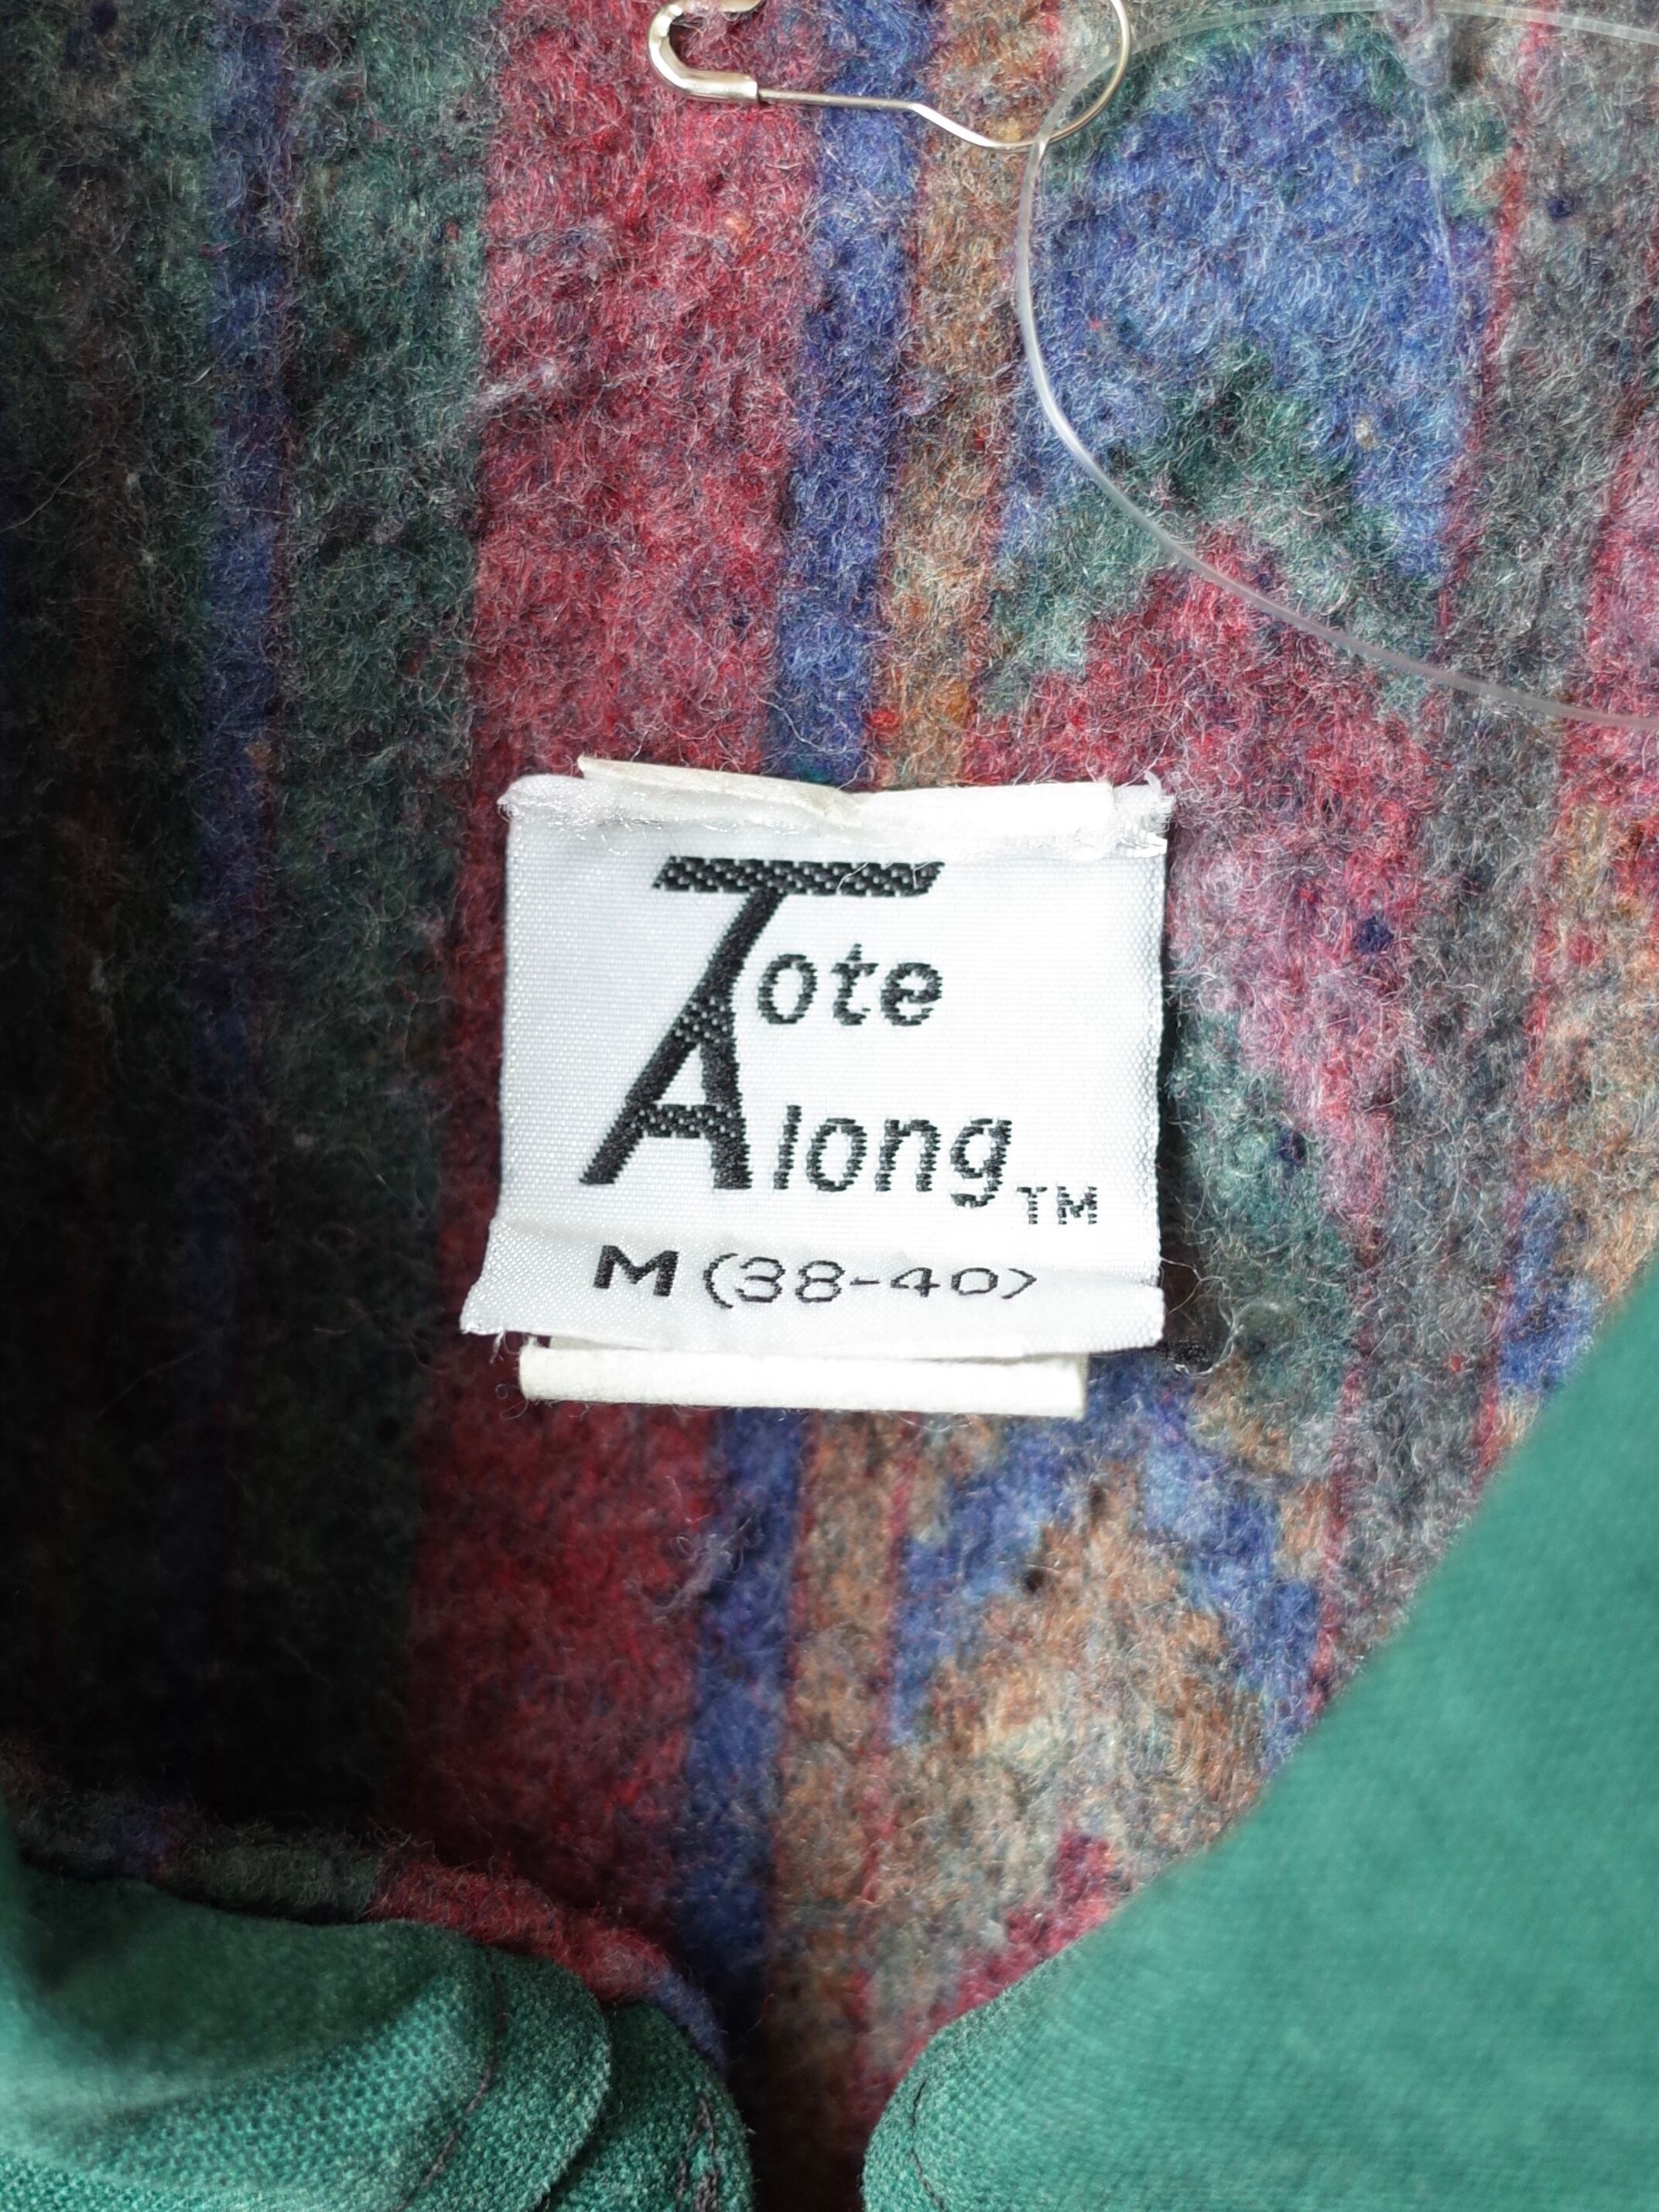 Tote
Along TM
M (38-40)